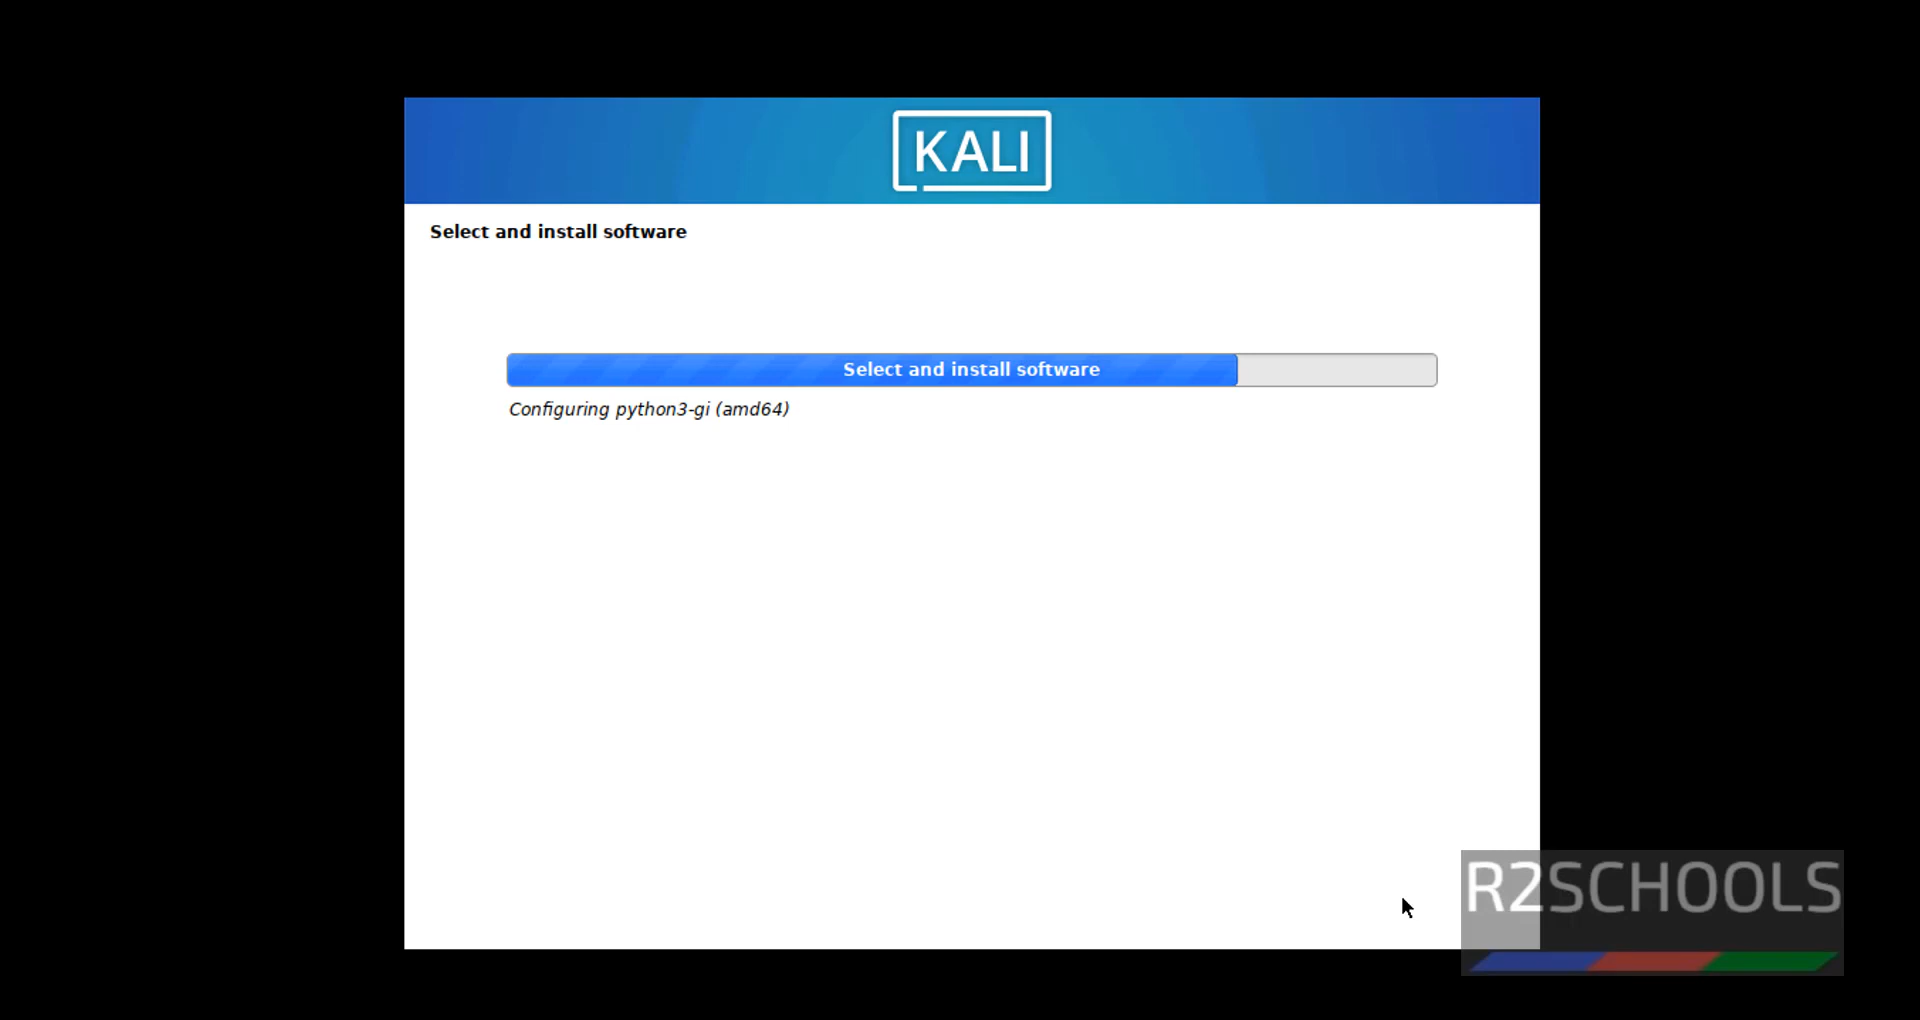 KALI
Select and install software
Select and install software
Configuring python3-gi (amd64)
R2SCHOOLS